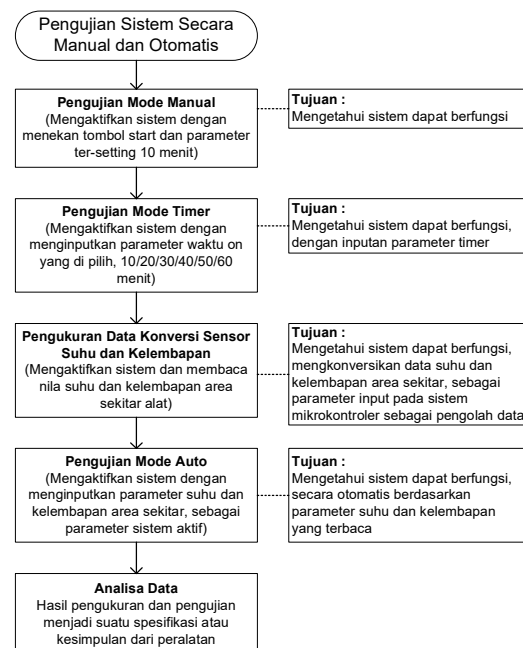 Pengujian Sistem Secara
Manual dan Otomatis
Pengujian Mode Manual
(Mengaktifkan sistem dengan
menekan tombol start dan parameter
ter-setting 10 menit)
Tujuan :
Mengetahui sistem dapat berfungsi
Pengujian Mode Timer
(Mengaktifkan sistem dengan
menginputkan parameter waktu on
yang di pilih, 10/20/30/40/50/60
menit)
Tujuan :
Mengetahui sistem dapat berfungsi,
dengan inputan parameter timer
Pengukuran Data Konversi Sensor
Suhu dan Kelembapan
(Mengaktifkan sistem dan membaca
nila suhu dan kelembapan area
sekitar alat)
Tujuan :
Mengetahui sistem dapat berfungsi,
mengkonversikan data suhu dan
kelembapan area sekitar, sebagai
parameter input pada sistem
mikrokontroler sebagai pengolah data
Pengujian Mode Auto
(Mengaktifkan sistem dengan
menginputkan parameter suhu dan
kelembapan area sekitar, sebagai
parameter sistem aktif)
Tujuan :
Mengetahui sistem dapat berfungsi,
secara otomatis berdasarkan
parameter suhu dan kelembapan
yang terbaca
Analisa Data
Hasil pengukuran dan pengujian
menjadi suatu spesifikasi atau
kesimpulan dari peralatan